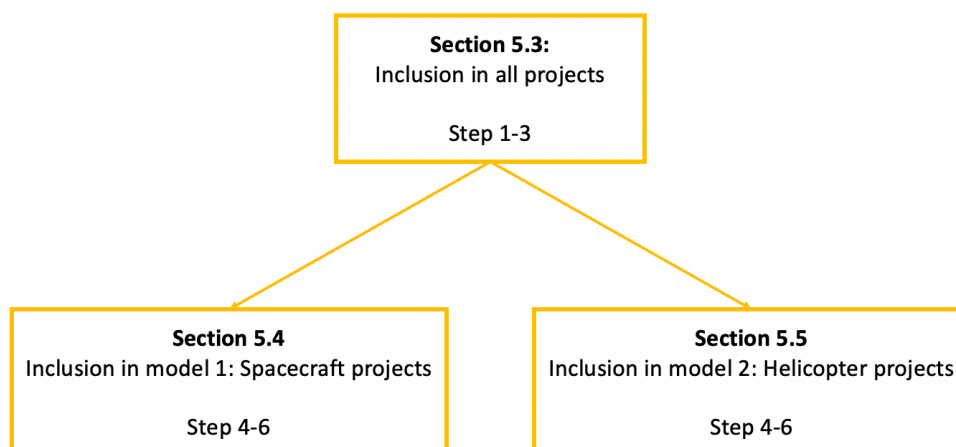 Section 5.3:
Inclusion in all projects
Step 1-3
Section 5.4
Inclusion in model 1: Spacecraft projects
Step 4-6
Section 5.5
Inclusion in model 2: Helicopter projects
Step 4-6